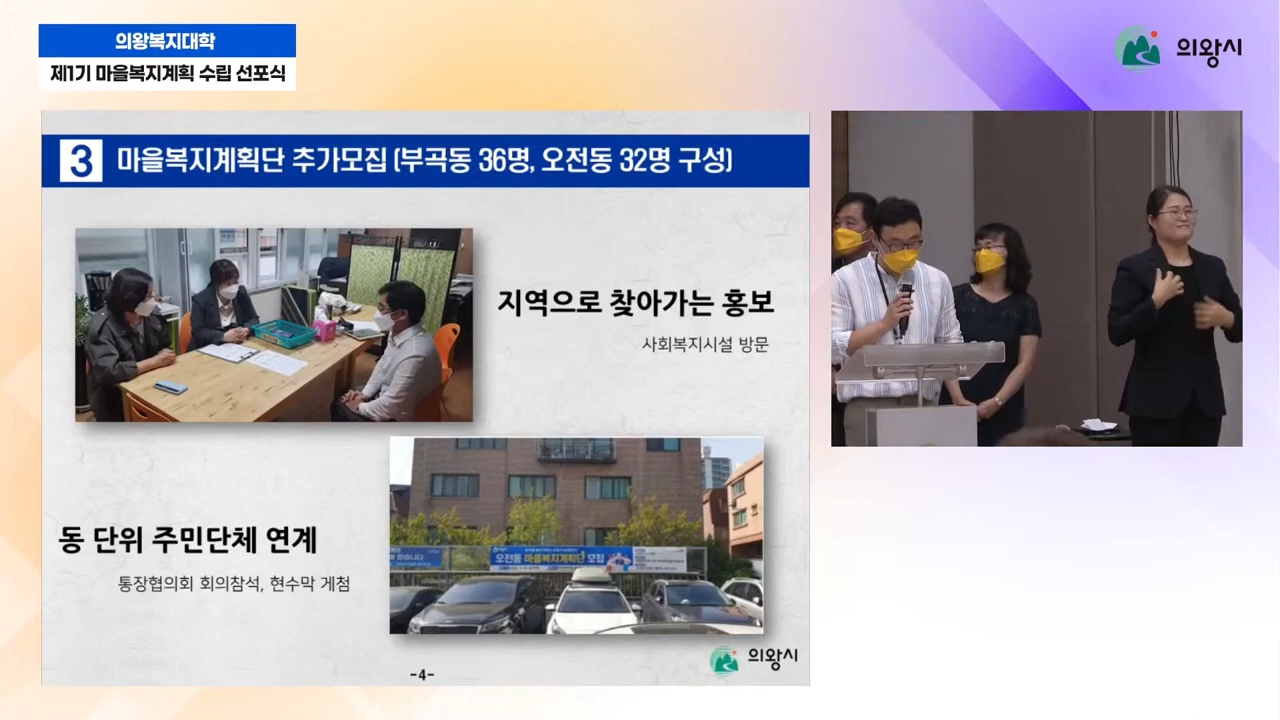 의왕복지대학
제1기 마을복지계획 수립 선포식
의왕시
3 마을복지계획단 추가모집 (부곡동 36명, 오전동 32명 구성)
지역으로 찾아가는 홍보
사회복지시설 방문
동 단위 주민단체 연계
통장협의회 회의참석, 현수막 게첨
오전동 마을복지계획단 모집
의왕시
-4-